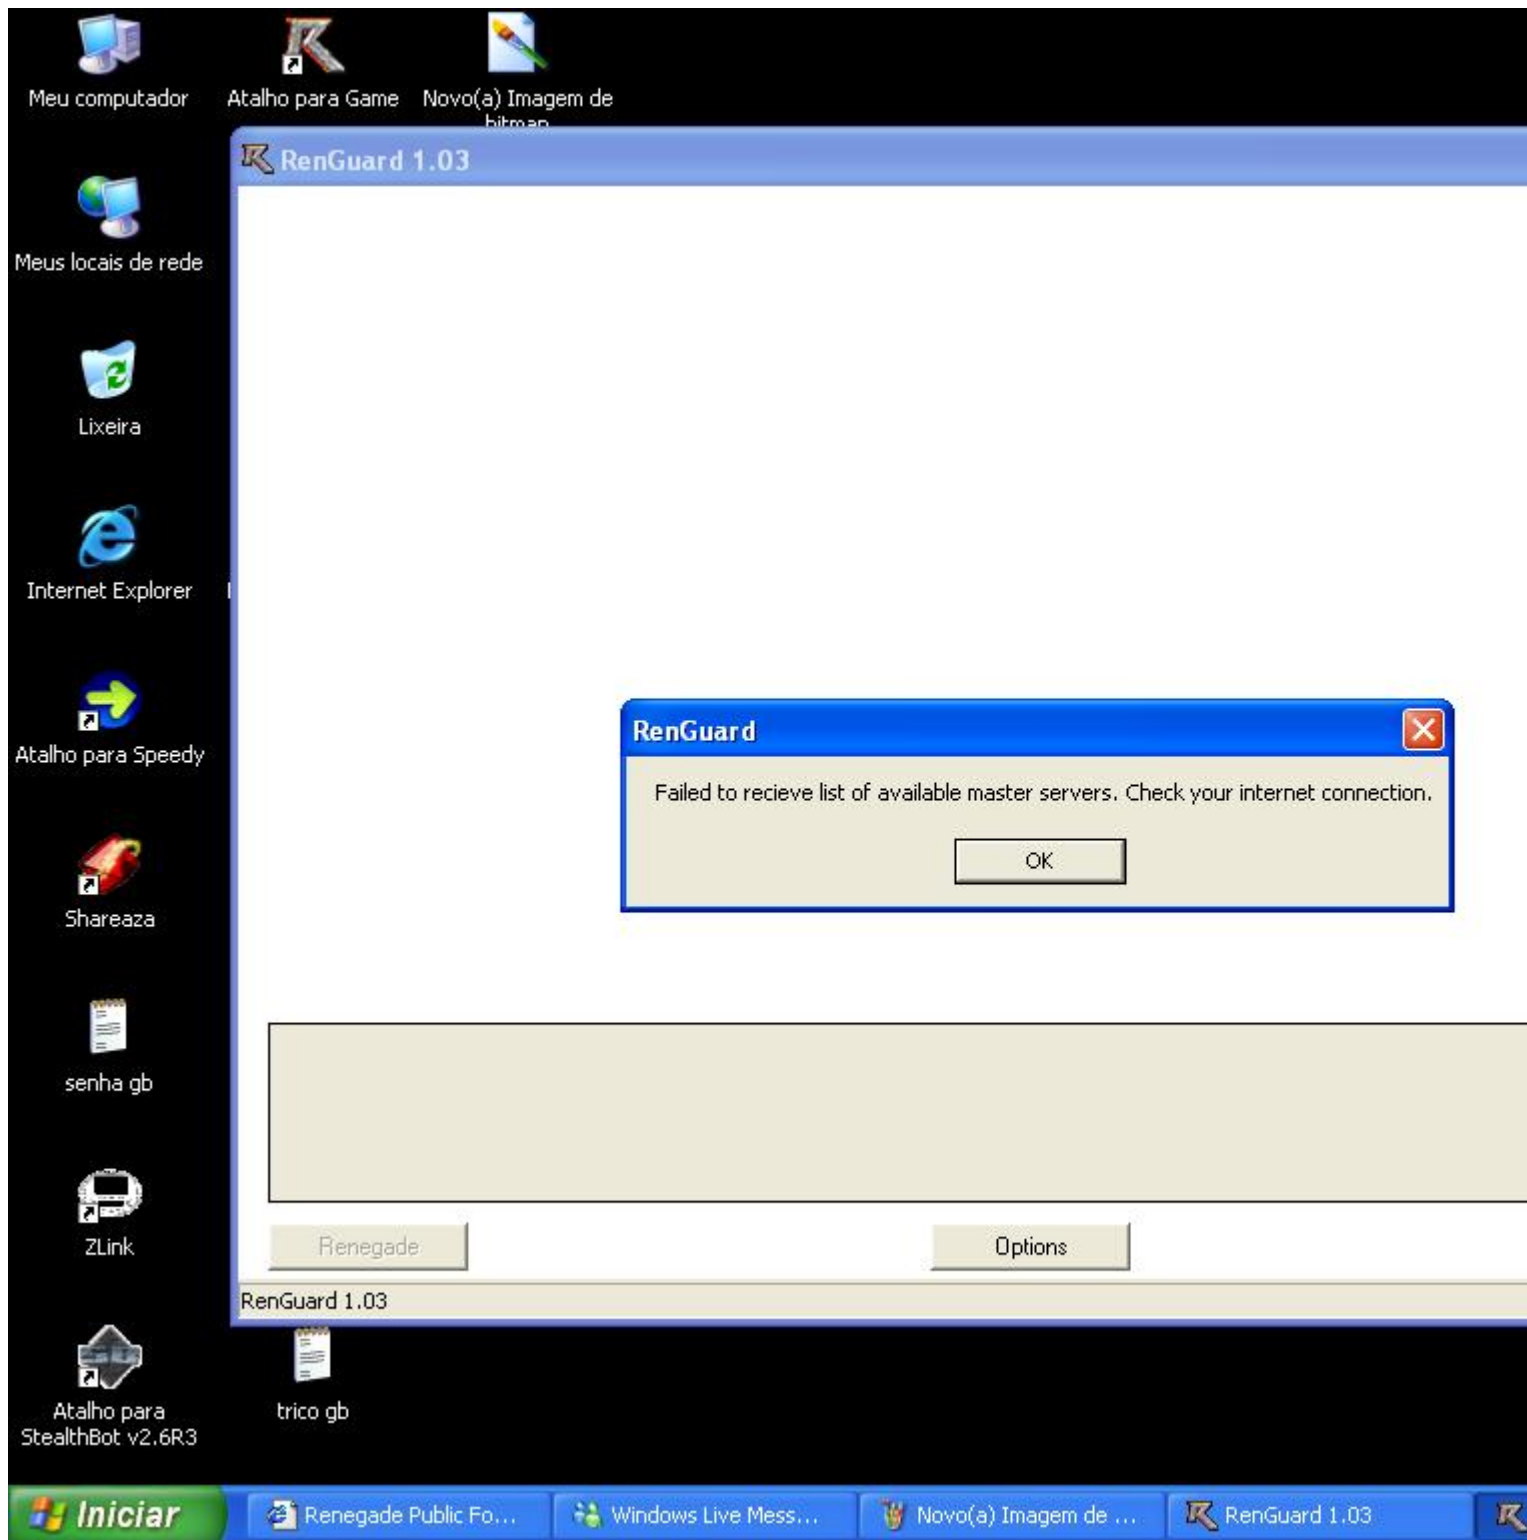 Meu computador
Atalho para Game
Novo(a) Imagem de
bitmap
RenGuard 1.03
Meus locais de rede
Lixeira
Internet Explorer
Atalho para Speedy
RenGuard
Failed to recieve list of available master servers. Check your internet connection.
OK
Shareaza
senha gb
ZLink
Renegade
Options
RenGuard 1.03
Atalho para
StealthBot v2.6R3
trico gb
Iniciar
Renegade Public Fo...
Windows Live Mess...
Novo(a) Imagem de ...
RenGuard 1.03